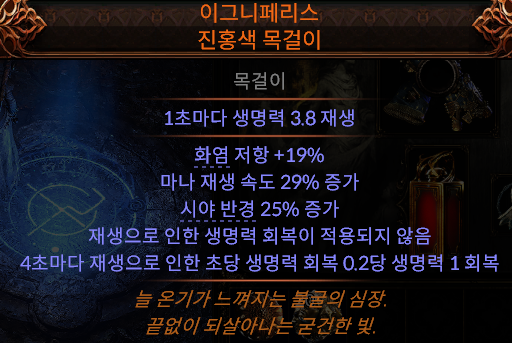 이그니페리스
진홍색 목걸이
목걸이
1초마다 생명력 3.8 재생
화염 저항 +19%
마나 재생 속도 29% 증가
시야 반경 25% 증가
재생으로 인한 생명력 회복이 적용되지 않음
4초마다 재생으로 인한 초당 생명력 회복 0.2당 생명력 1 회복
늘 온기가 느껴지는 불굴의 심장.
끝없이 되살아나는 굳건한 빛.